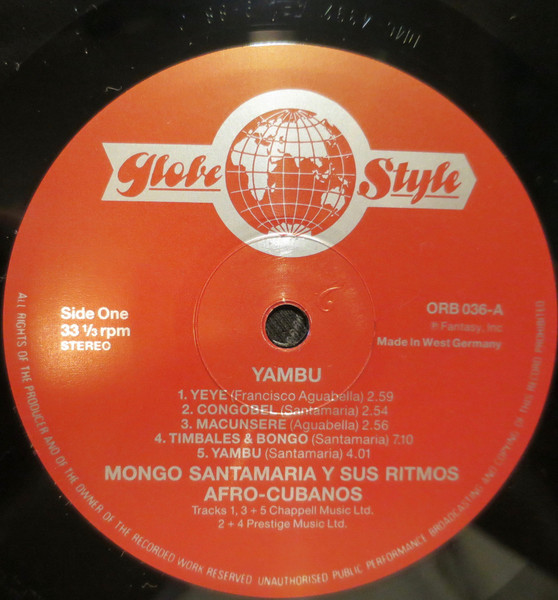 Globe Style
Side One
33 ⅓ rpm
STEREO
ORB 036-A
℗ Fantasy, Inc
Made in West Germany
YAMBU
1. YEYE (Francisco Aguabella) 2.59
2. CONGOBEL (Santamaria) 2.54
3. MACUNSERE (Aguabella) 2.56
4. TIMBALES & BONGO (Santamaria) 7.10
5. YAMBU (Santamaria) 4.01
MONGO SANTAMARIA Y SUS RITMOS
AFRO-CUBANOS
Tracks 1, 3 + 5 Chappell Music Ltd.
2 + 4 Prestige Music Ltd.
ALL RIGHTS OF THE PRODUCER AND OF THE OWNER OF THE RECORDED WORK RESERVED UNAUTHORISED PUBLIC PERFORMANCE BROADCASTING AND COPYING OF THIS RECORD PROHIBITED